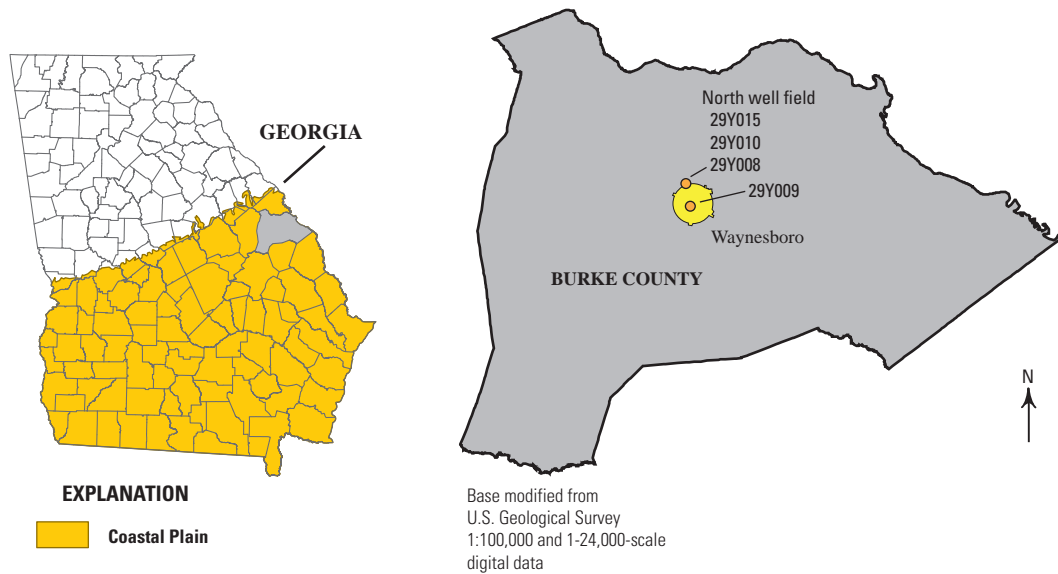 GEORGIA
EXPLANATION
Coastal Plain
North well field
29Y015
29Y010
29Y008
29Y009
Waynesboro
BURKE COUNTY
N
Base modified from
U.S. Geological Survey
1:100,000 and 1-24,000-scale
digital data